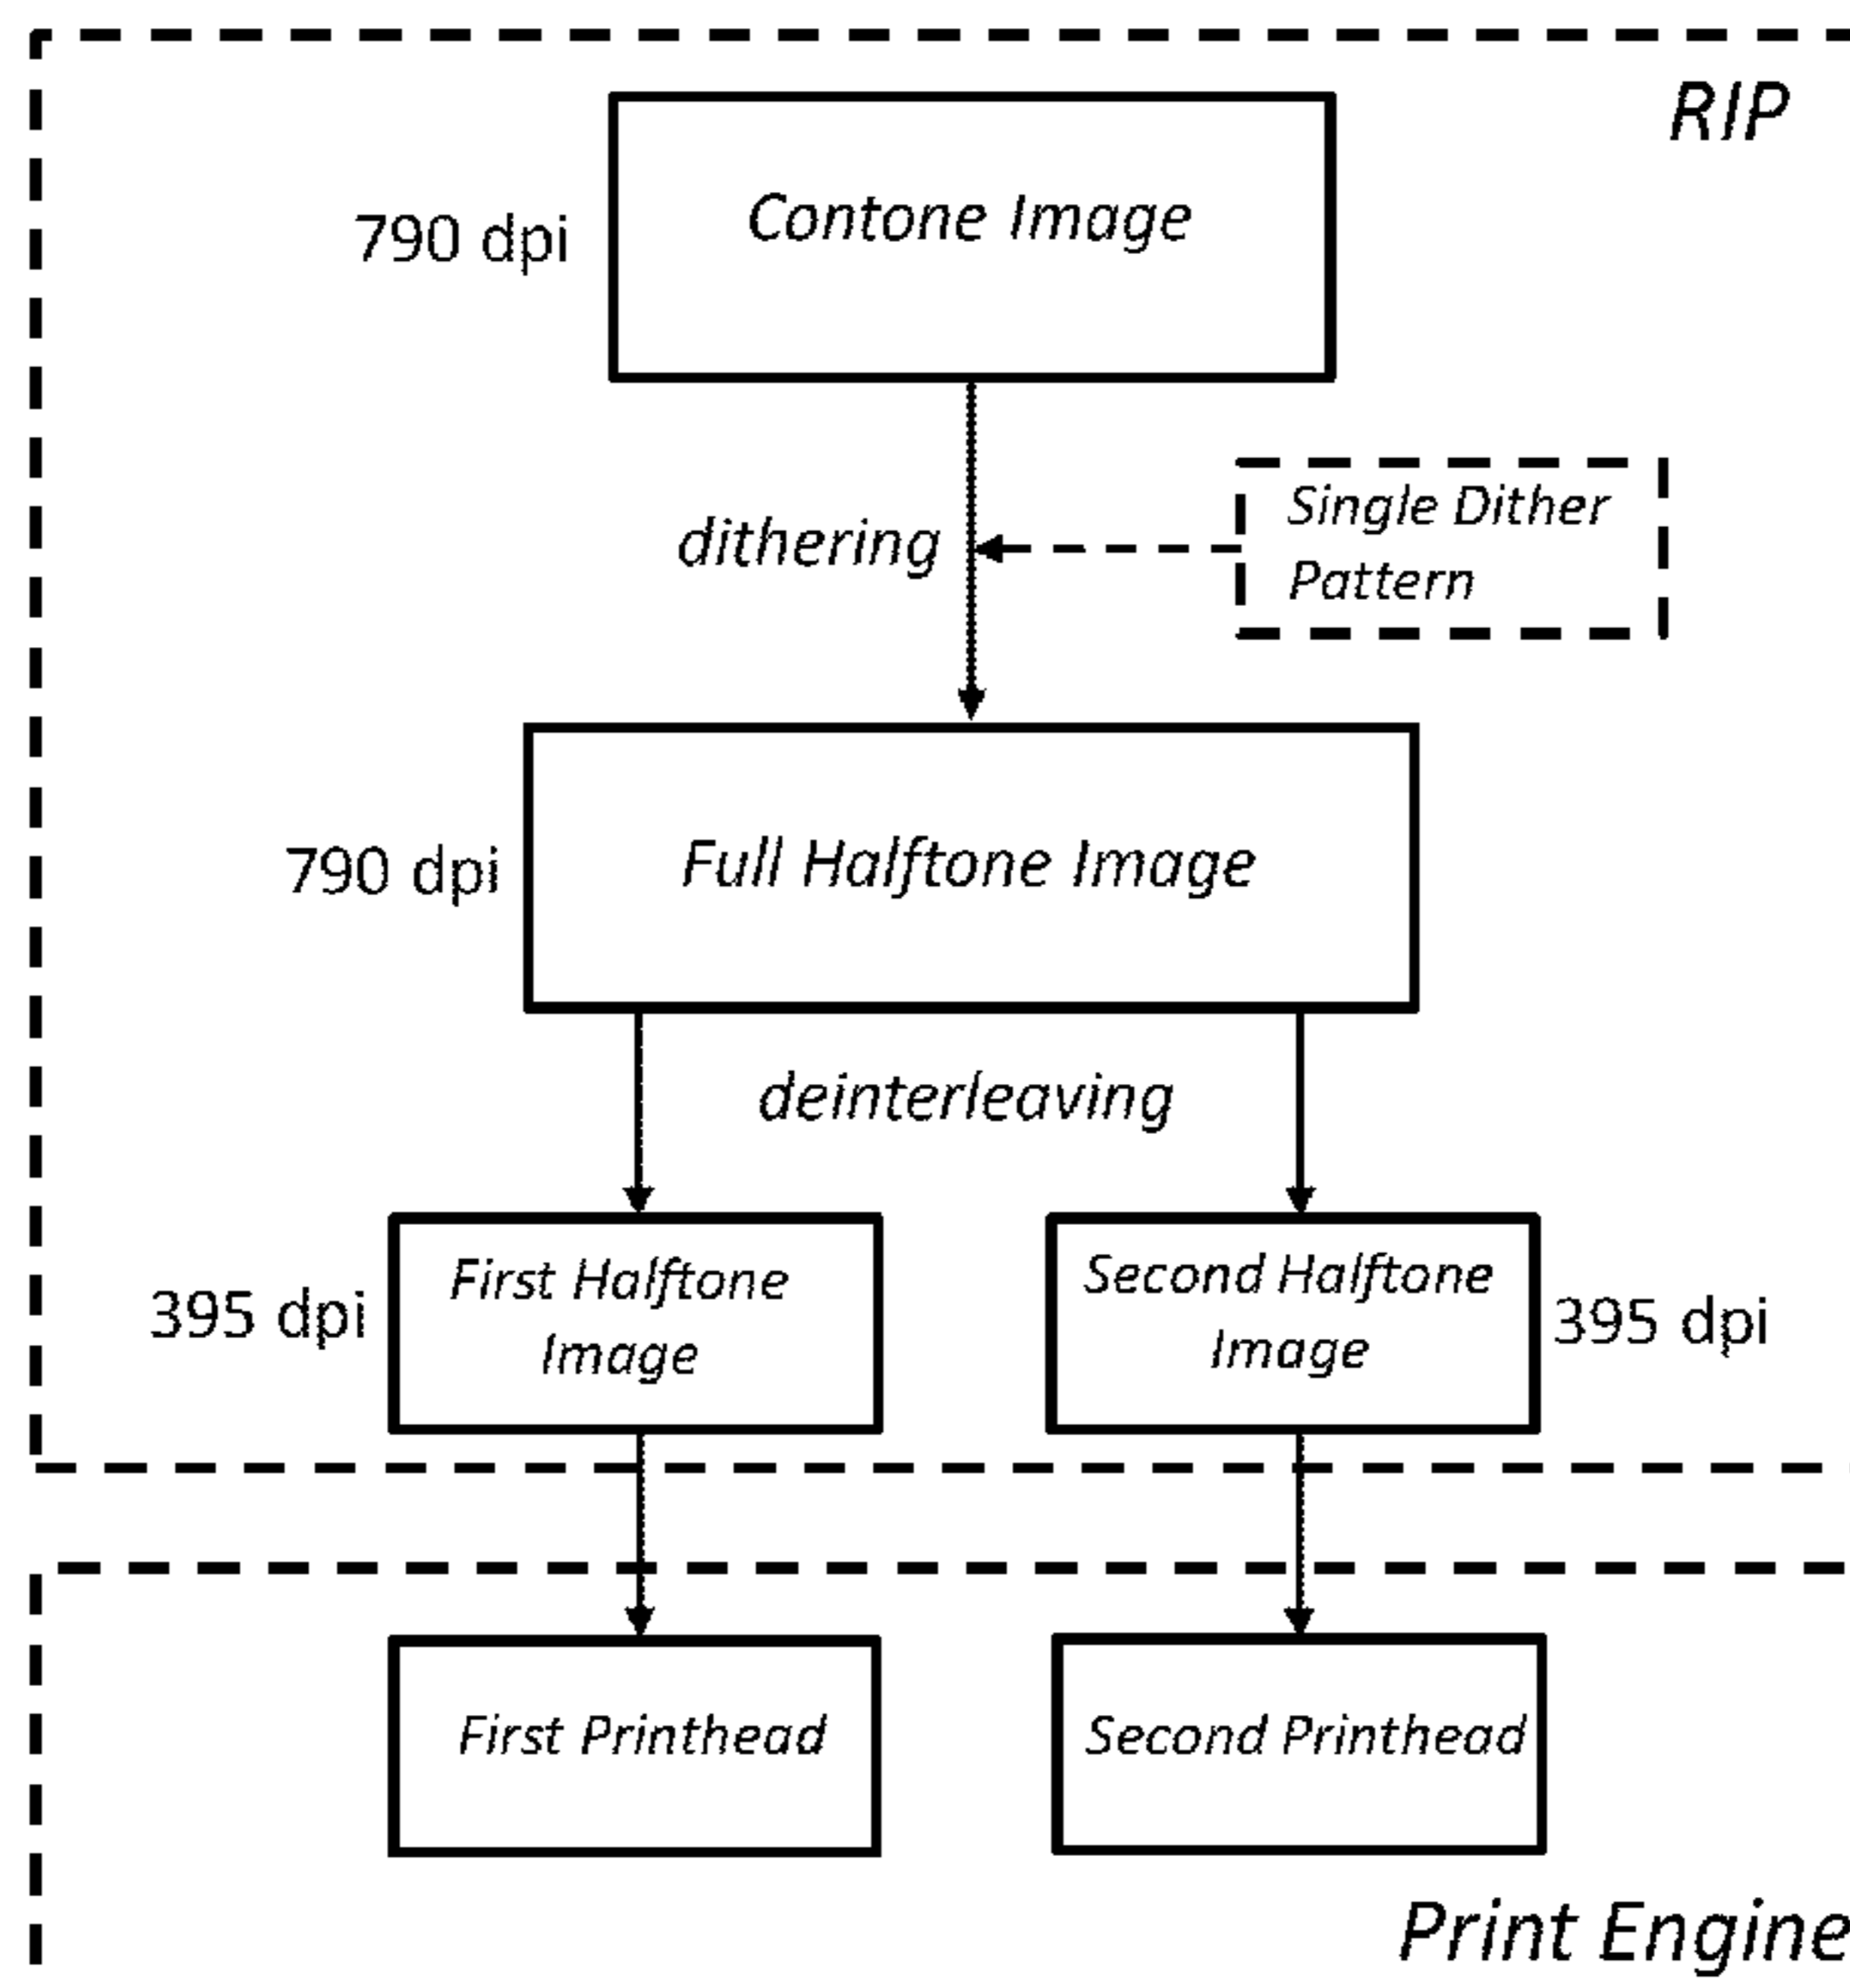 RIP
Contone Image
790 dpi
Single Dither
Pattern
dithering
Full Halftone Image
790 dpi
deinterleaving
First Halftone
Image
395 dpi
Second Halftone
Image
395 dpi
First Printhead
Second Printhead
Print Engine